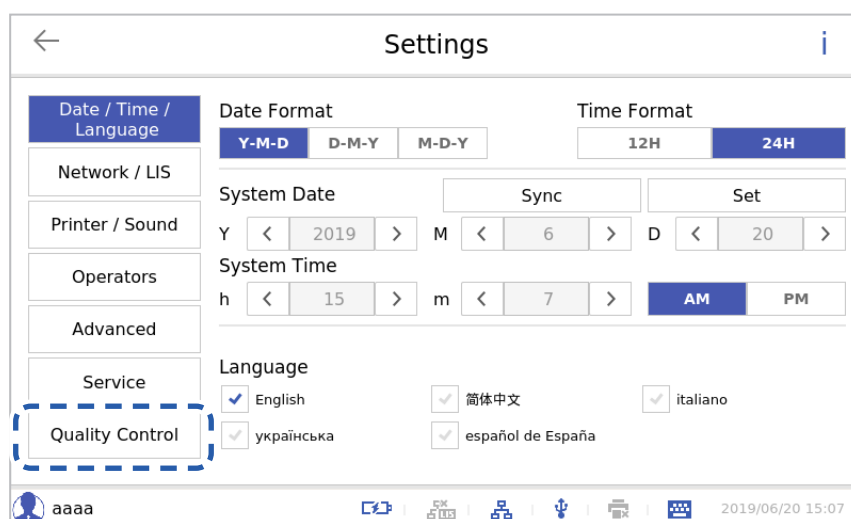 Settings
i
Date / Time /
Language
Network / LIS
Printer / Sound
Operators
Advanced
Service
Quality Control
Date Format
Time Format
Y-M-D D-M-Y M-D-Y
12H 24H
System Date Sync Set
Y 2019 M 6 D 20
System Time
h 15 m 7 AM PM
Language
English 简体中文 italiano
українська español de España
aaaa
LIS
2019/06/20 15:07